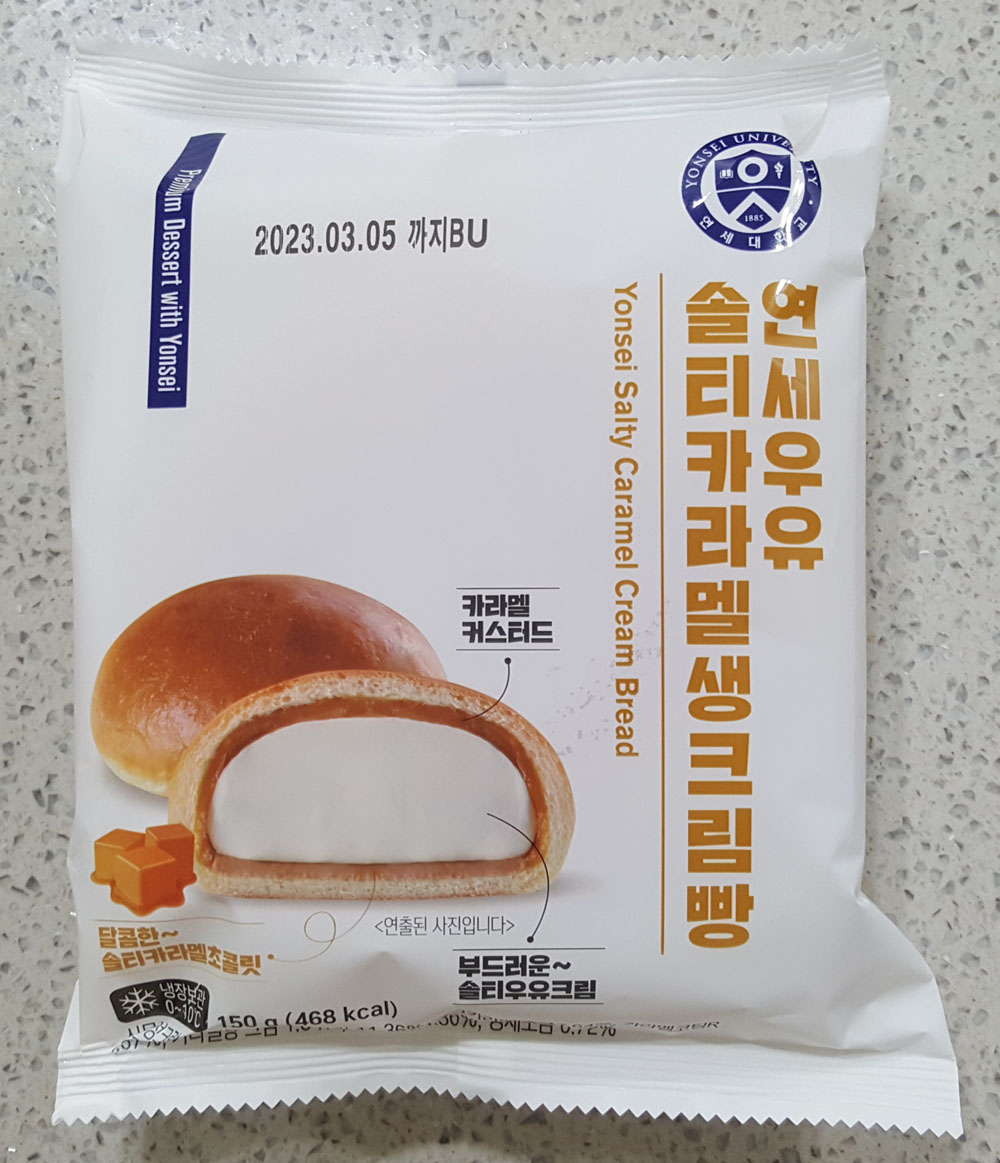 Premium Dessert with Yonsei
2023.03.05 까지BU
YONSEI UNIVERSITY
1885
연세대학교
연세우유
솔티카라멜생크림빵
Yonsei Salty Caramel Cream Bread
카라멜
커스터드
달콤한~
솔티카라멜초콜릿
<연출된 사진입니다>
부드러운~
솔티우유크림
냉장보관
0~10℃
150 g (468 kcal)